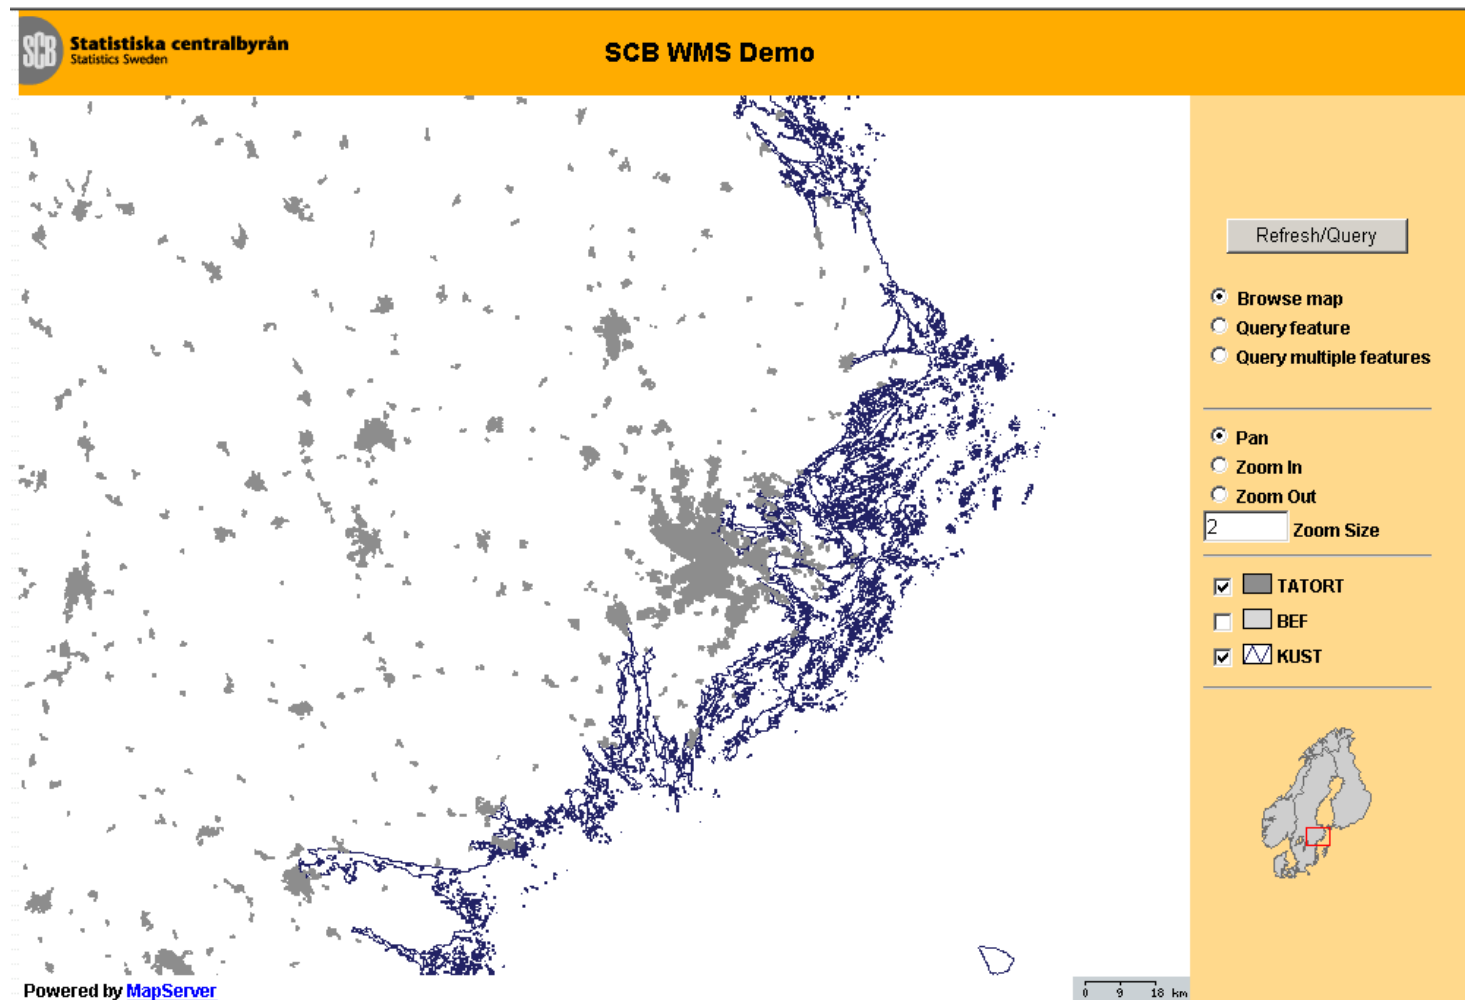 SCB
Statistiska centralbyrån
Statistics Sweden
SCB WMS Demo
Refresh/Query
Browse map
Query feature
Query multiple features
Pan
Zoom In
Zoom Out
2 Zoom Size
TATORT
BEF
KUST
0 9 18 km
Powered by MapServer